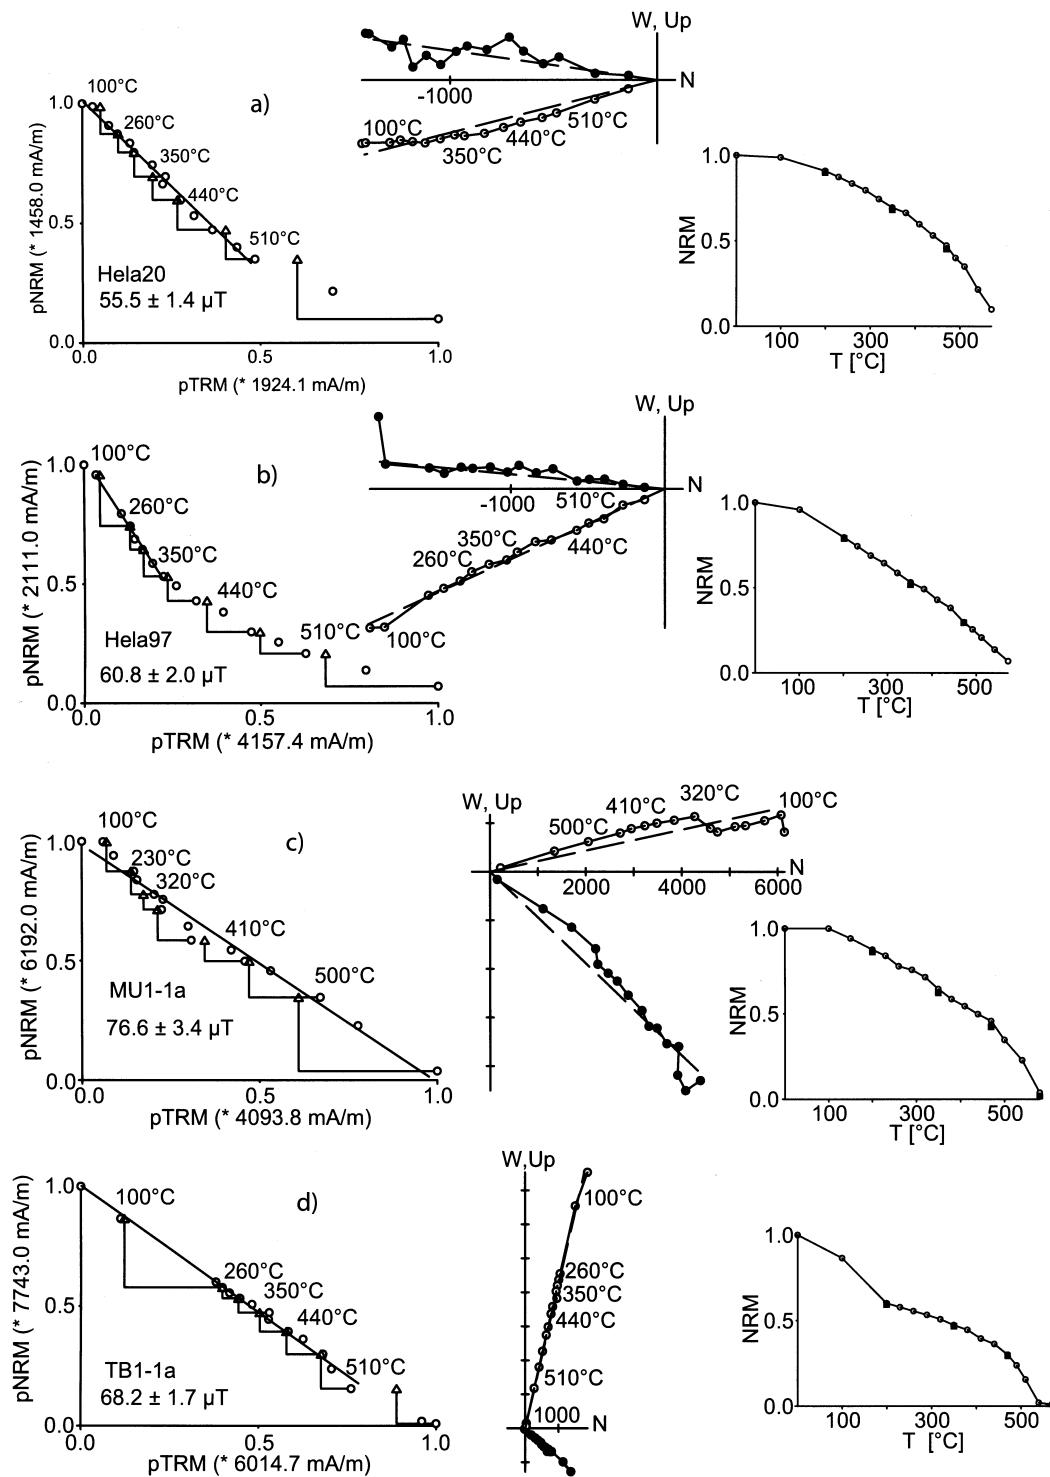 a)
pNRM (* 1458.0 mA/m)
1.0
0.5
0.0
100°C
260°C
350°C
440°C
510°C
Hela20
55.5 ± 1.4 µT
0.0 0.5 1.0
pTRM (* 1924.1 mA/m)
W, Up
N
-1000
100°C
350°C
440°C
510°C
NRM
1.0
0.5
0.0
100 300 500
T [°C]
b)
pNRM (* 2111.0 mA/m)
1.0
0.5
0.0
100°C
260°C
350°C
440°C
510°C
Hela97
60.8 ± 2.0 µT
0.0 0.5 1.0
pTRM (* 4157.4 mA/m)
W, Up
N
-1000
510°C
350°C
260°C
440°C
100°C
NRM
1.0
0.5
0.0
100 300 500
T [°C]
c)
pNRM (* 6192.0 mA/m)
1.0
0.5
0.0
100°C
230°C
320°C
410°C
500°C
MU1-1a
76.6 ± 3.4 µT
0.0 0.5 1.0
pTRM (* 4093.8 mA/m)
W, Up
N
500°C
410°C
320°C
100°C
2000 4000 6000
NRM
1.0
0.5
0.0
100 300 500
T [°C]
d)
pNRM (* 7743.0 mA/m)
1.0
0.5
0.0
100°C
260°C
350°C
440°C
510°C
TB1-1a
68.2 ± 1.7 µT
0.0 0.5 1.0
pTRM (* 6014.7 mA/m)
W,Up
100°C
260°C
350°C
440°C
510°C
1000
N
NRM
1.0
0.5
0.0
100 300 500
T [°C]